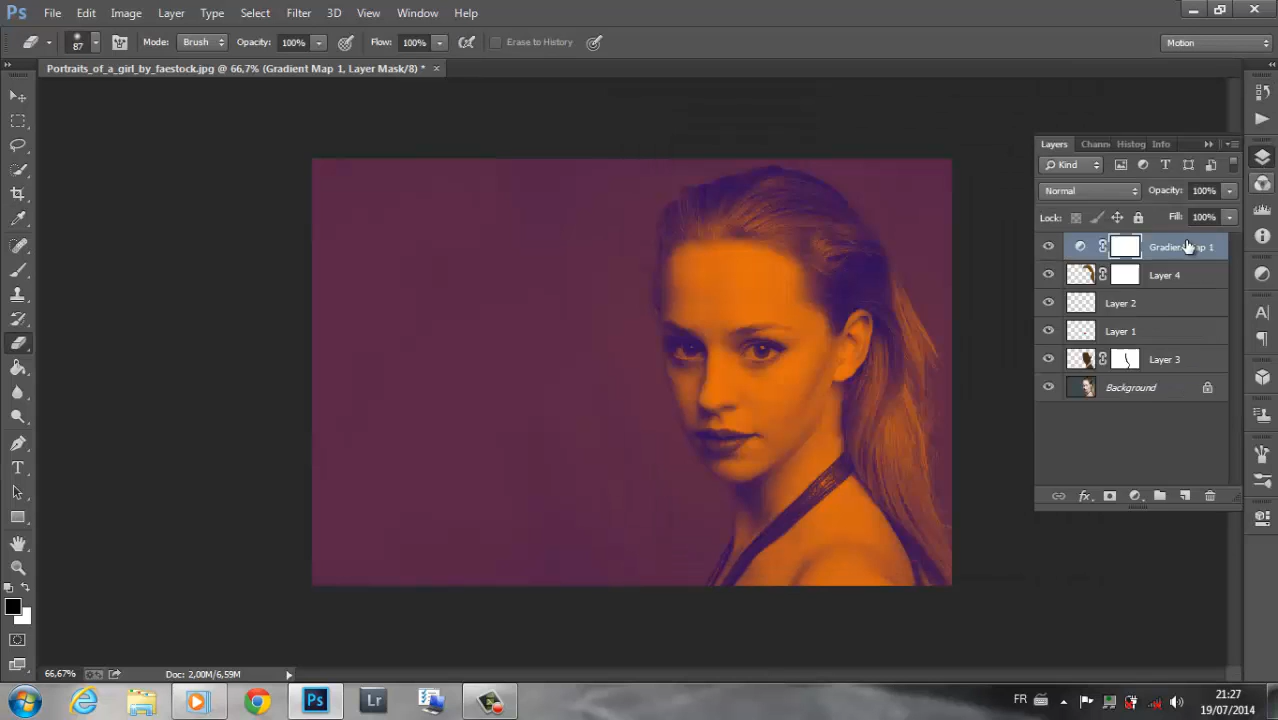 Ps File Edit Image Layer Type Select Filter 3D View Window Help
87 Mode: Brush Opacity: 100% Flow: 100% Erase to History Motion
Portraits_of_a_girl_by_faestock.jpg @ 66,7% (Gradient Map 1, Layer Mask/8) * ×
Layers Chann Histog Info
Kind
Normal Opacity: 100%
Lock: Fill: 100%
Layer 4
Layer 2
Layer 1
Layer 3
Background
66,67% Doc: 2,00M/6,59M
Ps Lr FR 21:27
19/07/2014